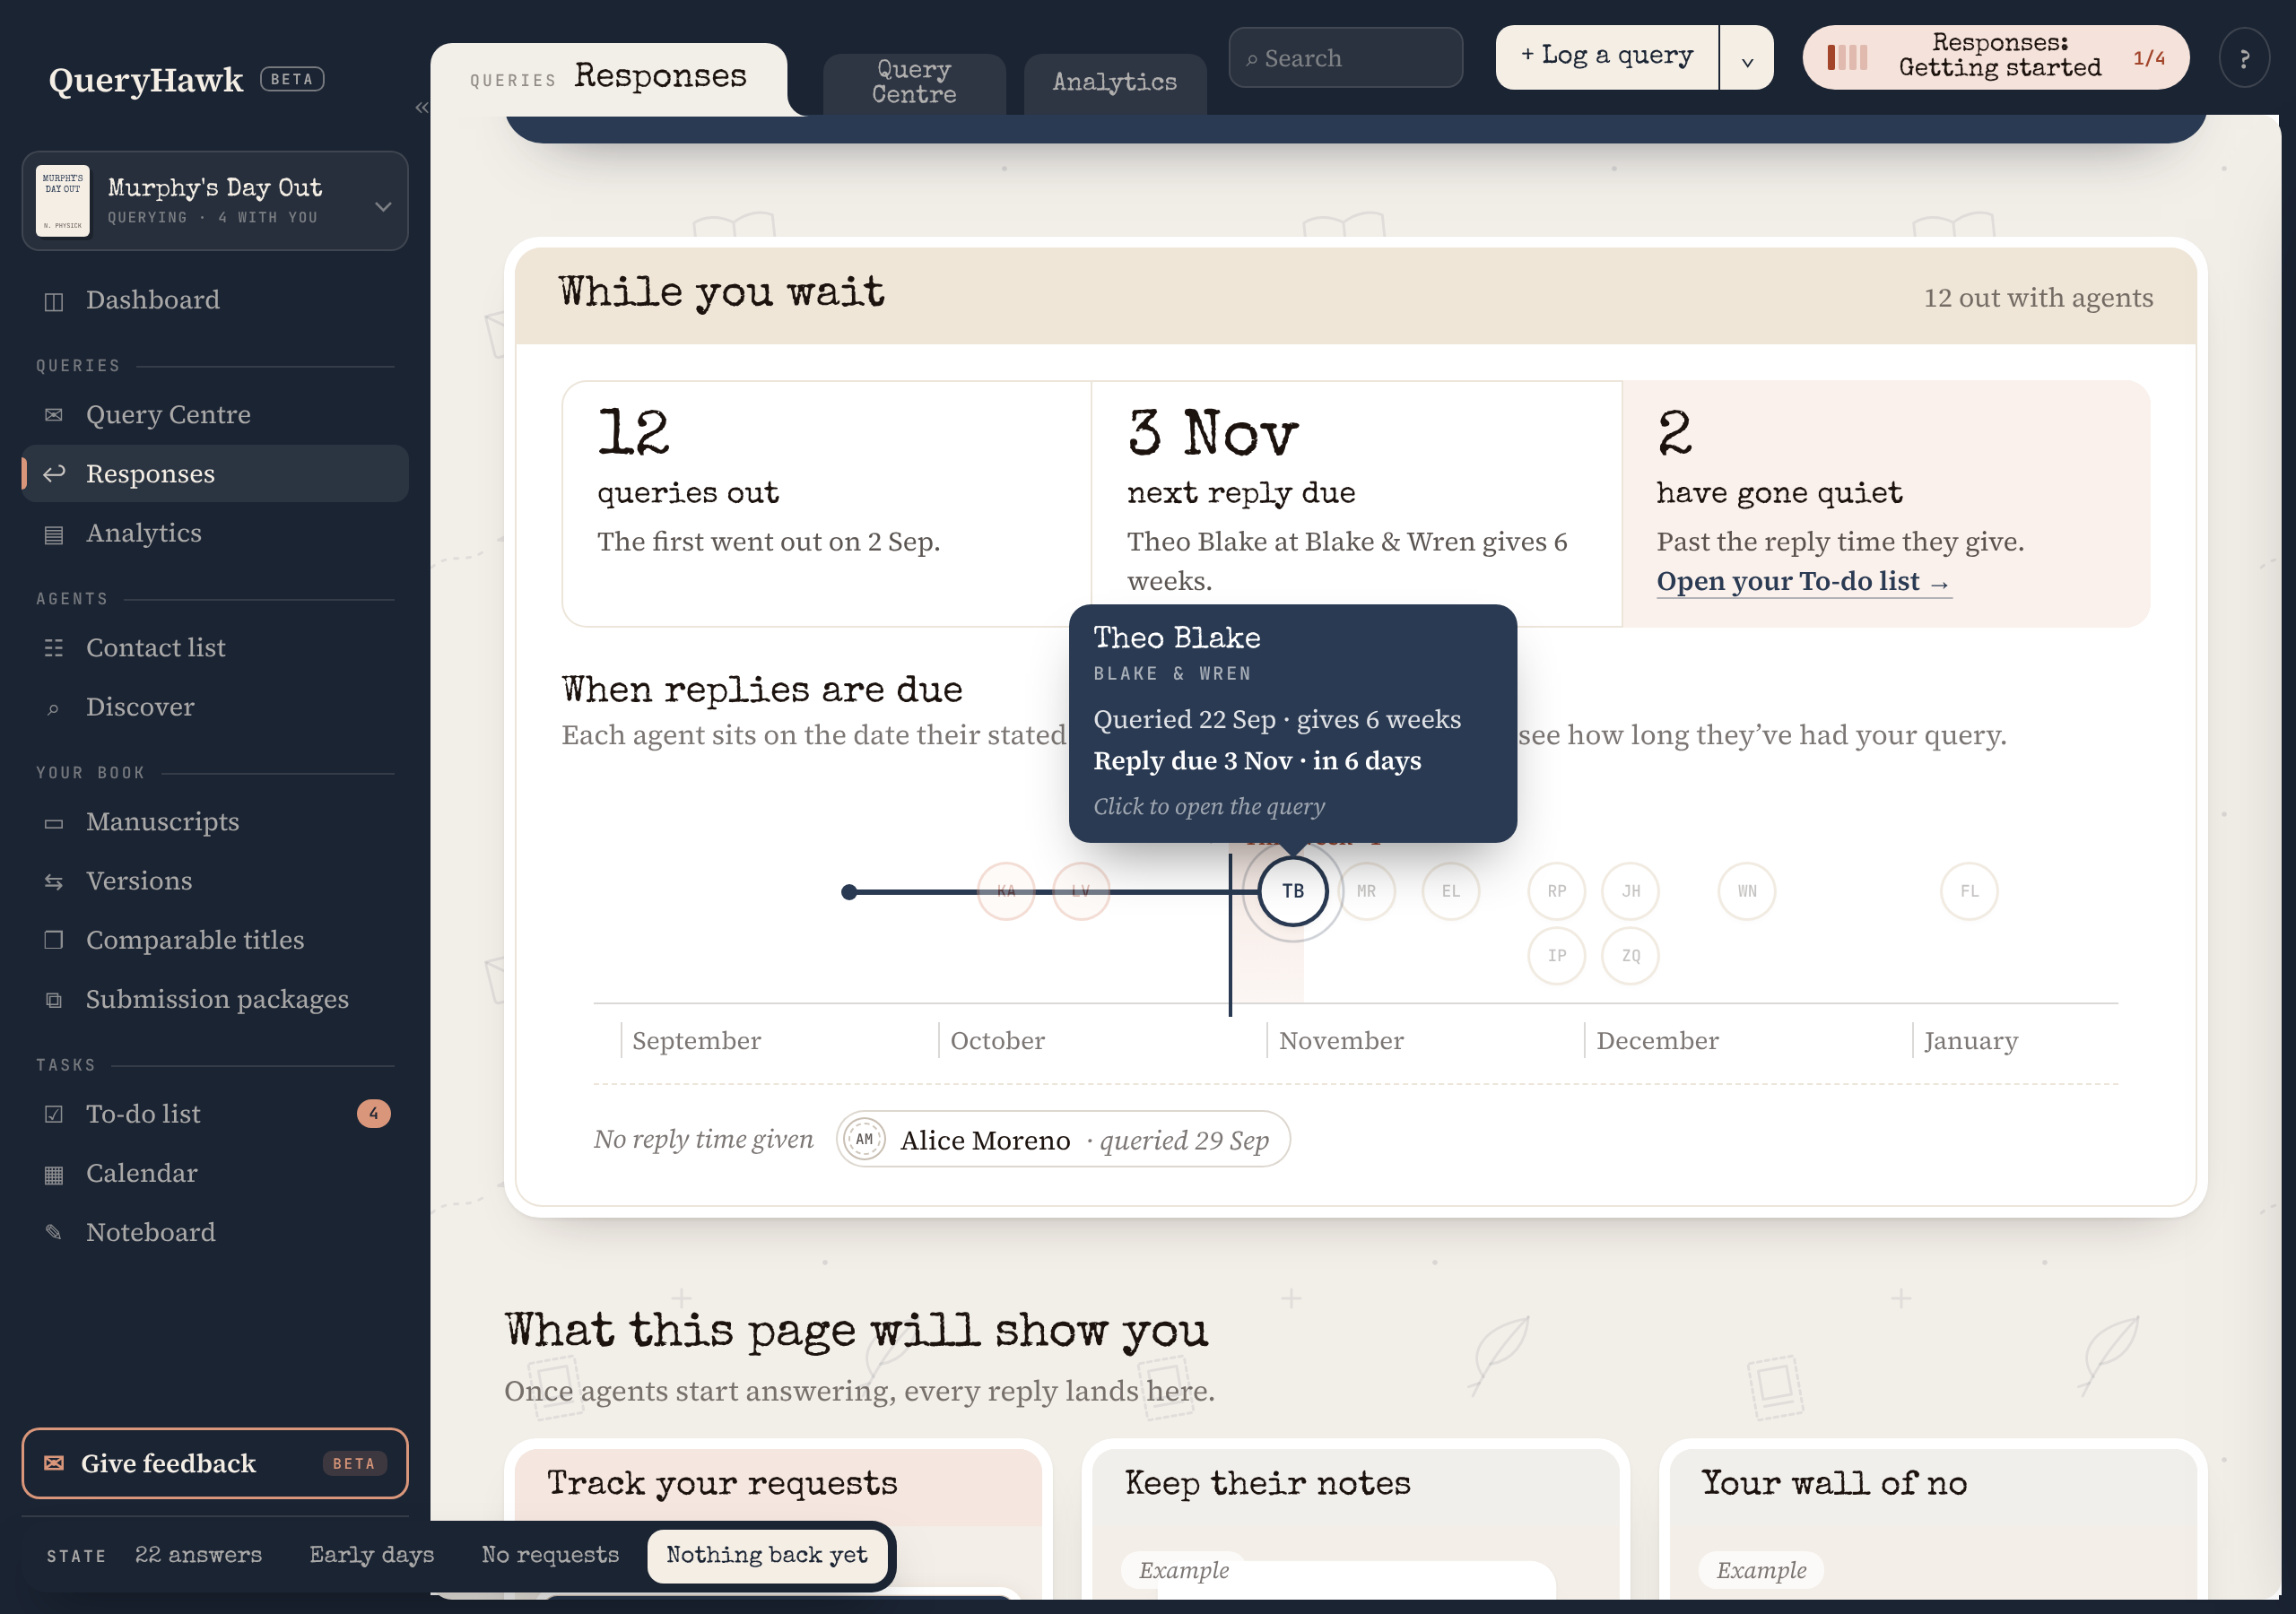 QueryHawk BETA
«
MURPHY'S DAY OUT
N. PHYSICK
Murphy's Day Out
QUERYING · 4 WITH YOU
Dashboard
QUERIES
Query Centre
Responses
Analytics
AGENTS
Contact list
Discover
YOUR BOOK
Manuscripts
Versions
Comparable titles
Submission packages
TASKS
To-do list 4
Calendar
Noteboard
Give feedback BETA
QUERIES Responses
Query Centre
Analytics
Search
+ Log a query
Responses:
Getting started 1/4
?
While you wait
12 out with agents
12
queries out
The first went out on 2 Sep.
3 Nov
next reply due
Theo Blake at Blake & Wren gives 6
weeks.
2
have gone quiet
Past the reply time they give.
Open your To-do list →
When replies are due
Each agent sits on the date their stated
see how long they've had your query.
Theo Blake
BLAKE & WREN
Queried 22 Sep · gives 6 weeks
Reply due 3 Nov · in 6 days
Click to open the query
KA LV TB MR EL RP JH WN FL
IP ZQ
September October November December January
No reply time given AM Alice Moreno · queried 29 Sep
What this page will show you
Once agents start answering, every reply lands here.
Track your requests
Keep their notes
Example
Your wall of no
Example
STATE 22 answers Early days No requests Nothing back yet